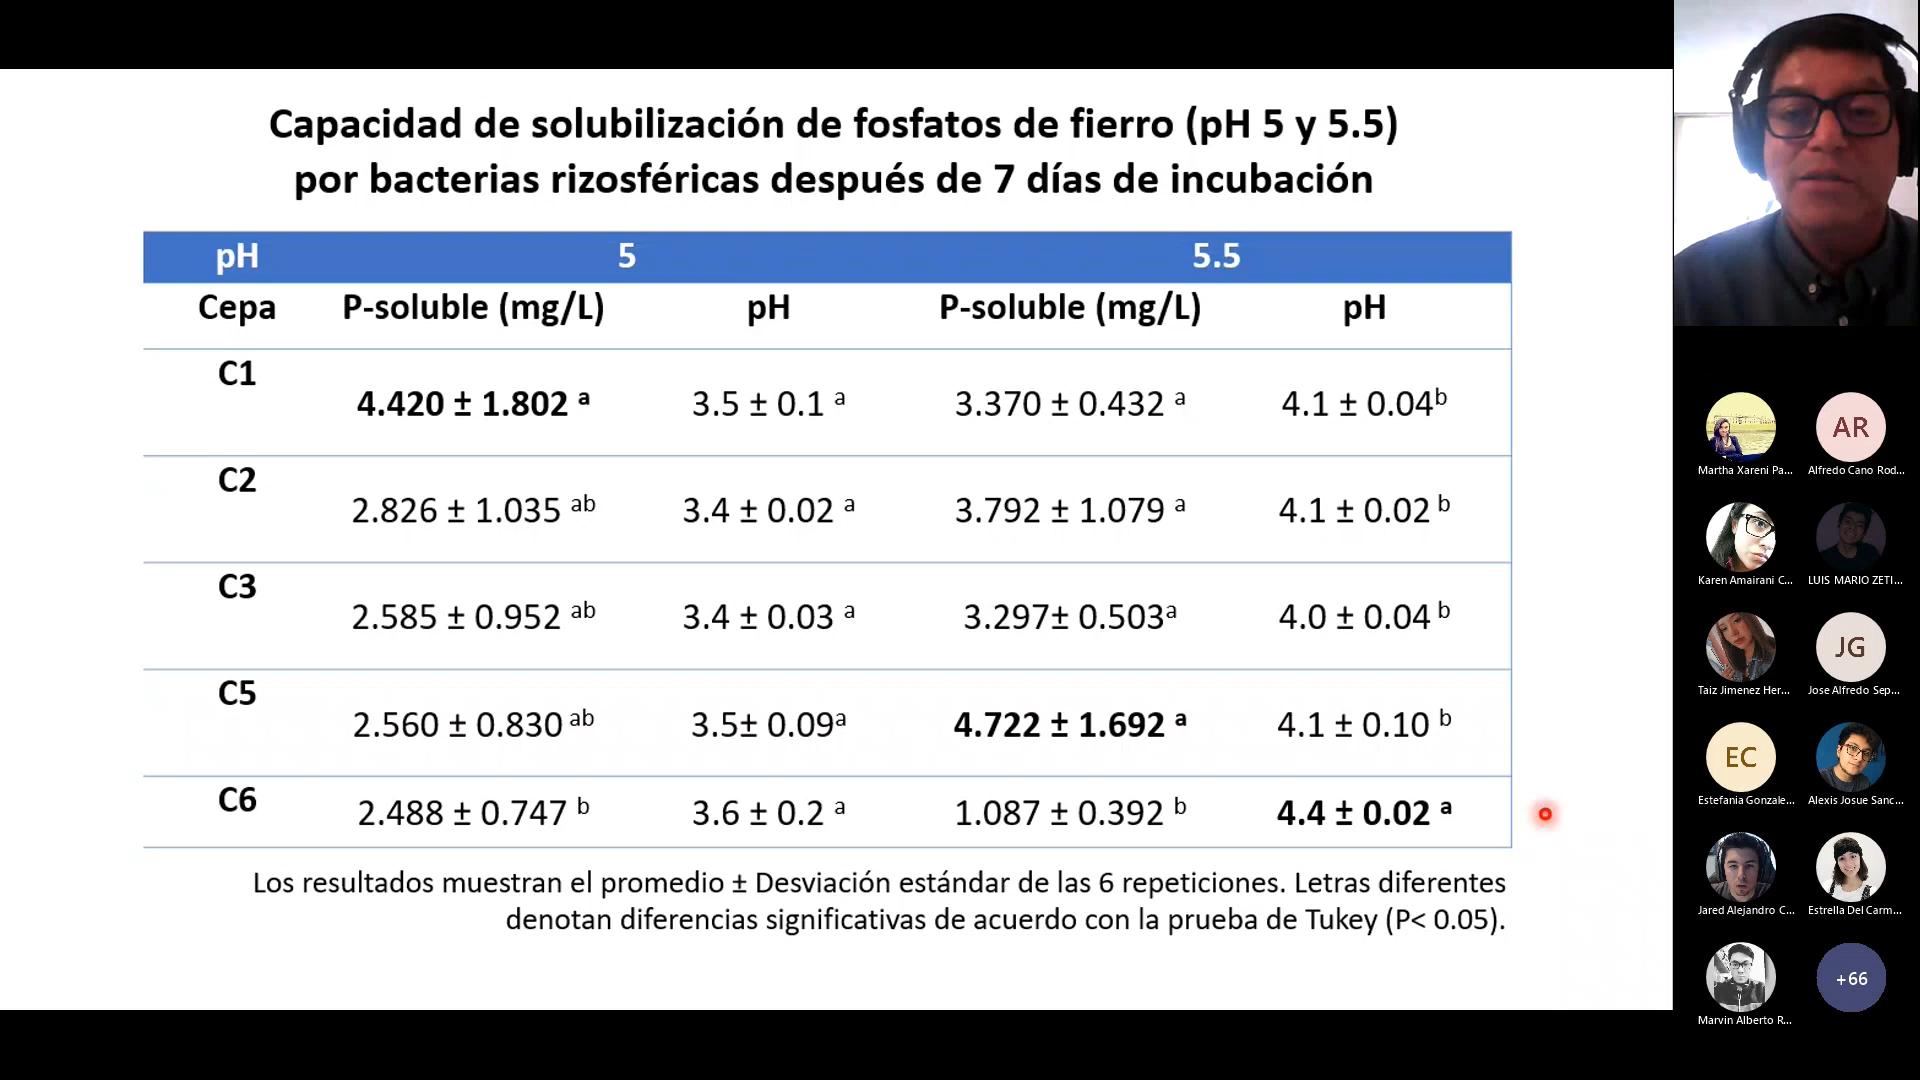 Capacidad de solubilización de fosfatos de fierro (pH 5 y 5.5)
por bacterias rizosféricas después de 7 días de incubación
pH 5 5.5
Cepa P-soluble (mg/L) pH P-soluble (mg/L) pH
C1 4.420 ± 1.802 a 3.5 ± 0.1 a 3.370 ± 0.432 a 4.1 ± 0.04b
C2 2.826 ± 1.035 ab 3.4 ± 0.02 a 3.792 ± 1.079 a 4.1 ± 0.02 b
C3 2.585 ± 0.952 ab 3.4 ± 0.03 a 3.297± 0.503a 4.0 ± 0.04 b
C5 2.560 ± 0.830 ab 3.5± 0.09a 4.722 ± 1.692 a 4.1 ± 0.10 b
C6 2.488 ± 0.747 b 3.6 ± 0.2 a 1.087 ± 0.392 b 4.4 ± 0.02 a
Los resultados muestran el promedio ± Desviación estándar de las 6 repeticiones. Letras diferentes
denotan diferencias significativas de acuerdo con la prueba de Tukey (P< 0.05).
AR
Martha Xareni Pa... Alfredo Cano Rod...
Karen Amairani C... LUIS MARIO ZETI...
JG
Taiz Jimenez Her... Jose Alfredo Sep...
EC
Estefania Gonzale... Alexis Josue Sanc...
Jared Alejandro C... Estrella Del Carm...
+66
Marvin Alberto R...